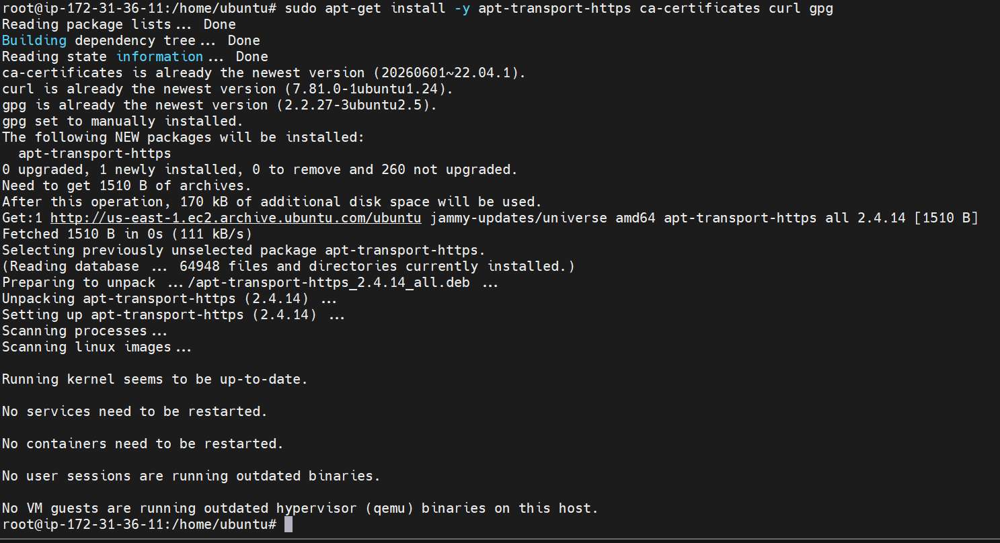 root@ip-172-31-36-11:/home/ubuntu# sudo apt-get install -y apt-transport-https ca-certificates curl gpg
Reading package lists... Done
Building dependency tree... Done
Reading state information... Done
ca-certificates is already the newest version (20260601~22.04.1).
curl is already the newest version (7.81.0-1ubuntu1.24).
gpg is already the newest version (2.2.27-3ubuntu2.5).
gpg set to manually installed.
The following NEW packages will be installed:
  apt-transport-https
0 upgraded, 1 newly installed, 0 to remove and 260 not upgraded.
Need to get 1510 B of archives.
After this operation, 170 kB of additional disk space will be used.
Get:1 http://us-east-1.ec2.archive.ubuntu.com/ubuntu jammy-updates/universe amd64 apt-transport-https all 2.4.14 [1510 B]
Fetched 1510 B in 0s (111 kB/s)
Selecting previously unselected package apt-transport-https.
(Reading database ... 64948 files and directories currently installed.)
Preparing to unpack .../apt-transport-https_2.4.14_all.deb ...
Unpacking apt-transport-https (2.4.14) ...
Setting up apt-transport-https (2.4.14) ...
Scanning processes...
Scanning linux images...
Running kernel seems to be up-to-date.
No services need to be restarted.
No containers need to be restarted.
No user sessions are running outdated binaries.
No VM guests are running outdated hypervisor (qemu) binaries on this host.
root@ip-172-31-36-11:/home/ubuntu#